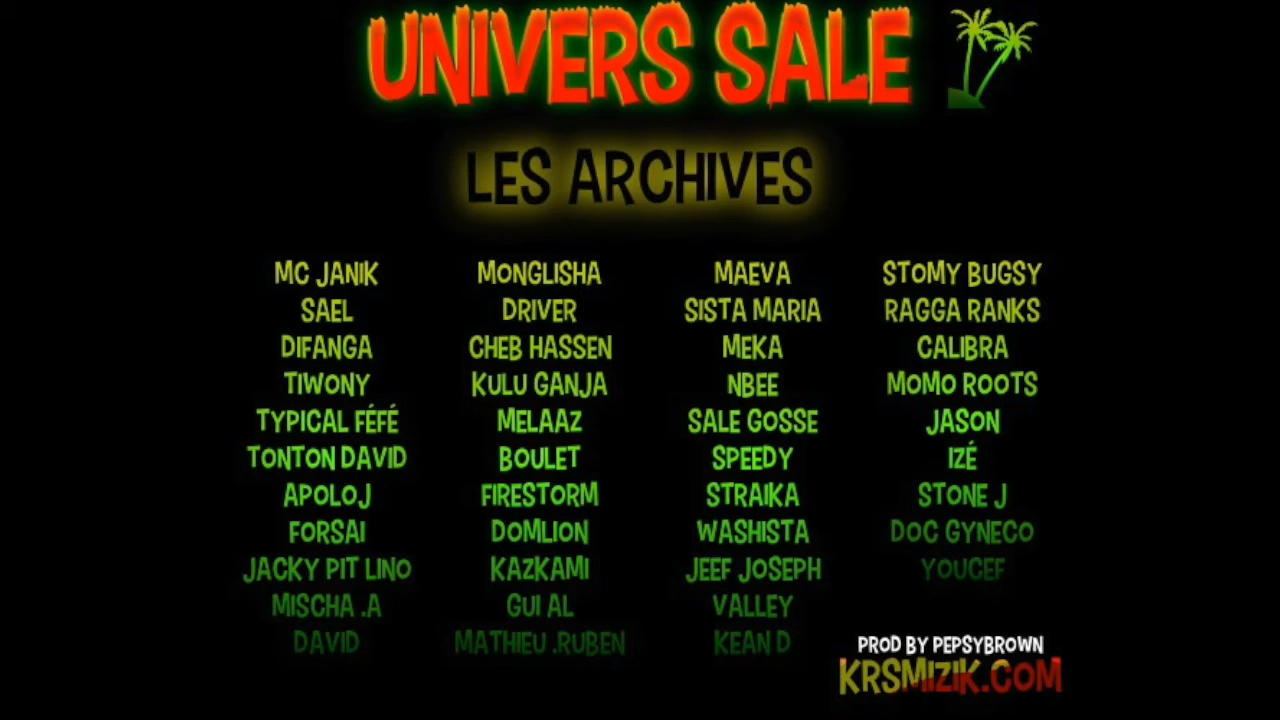 UNIVERS SALE
LES ARCHIVES
MC JANIK
SAEL
DIFANGA
TIWONY
TYPICAL FÉFÉ
TONTON DAVID
APOLOJ
FORSAI
JACKY PIT LINO
MISCHA .A
DAVID
MONGLISHA
DRIVER
CHEB HASSEN
KULU GANJA
MELAAZ
BOULET
FIRESTORM
DOMLION
KAZKAMI
GUI AL
MATHIEU .RUBEN
MAEVA
SISTA MARIA
MEKA
NBEE
SALE GOSSE
SPEEDY
STRAIKA
WASHISTA
JEEF JOSEPH
VALLEY
KEAN D
STOMY BUGSY
RAGGA RANKS
CALIBRA
MOMO ROOTS
JASON
IZÉ
STONE J
DOC GYNECO
YOUCEF
PROD BY PEPSYBROWN
KRSMIZIK.COM